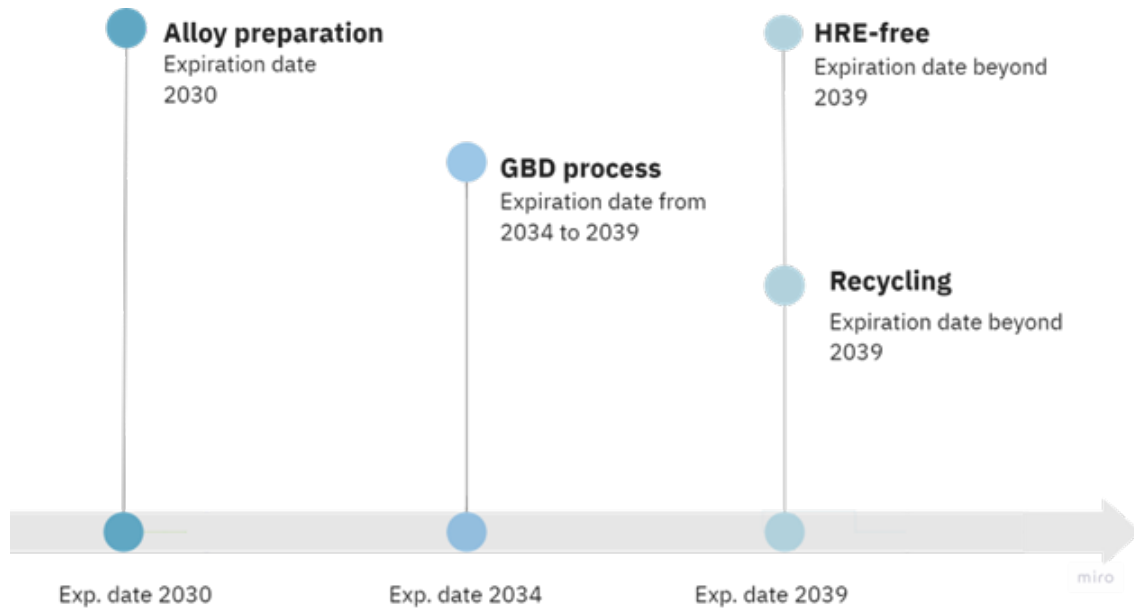 Alloy preparation
Expiration date
2030
HRE-free
Expiration date beyond
2039
GBD process
Expiration date from
2034 to 2039
Recycling
Expiration date beyond
2039
Exp. date 2030
Exp. date 2034
Exp. date 2039
miro